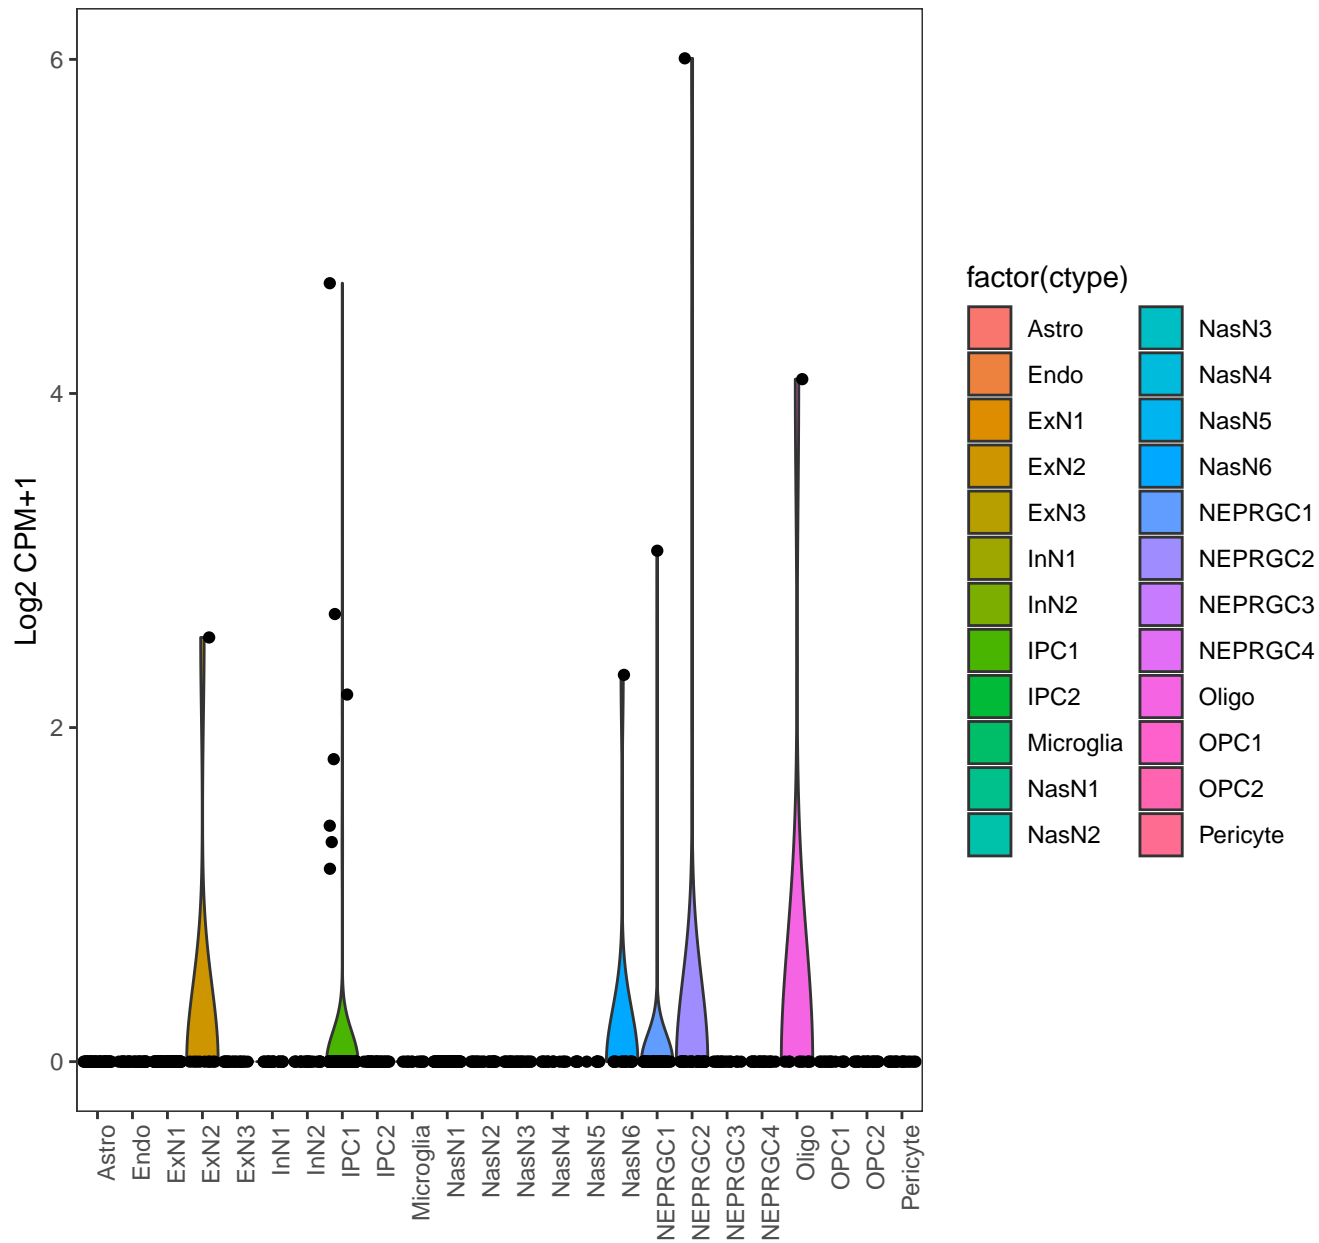 6
4
2
0
Log2 CPM+1
Astro
Endo
ExN1
ExN2
ExN3
InN1
InN2
IPC1
IPC2
Microglia
NasN1
NasN2
NasN3
NasN4
NasN5
NasN6
NEPRGC1
NEPRGC2
NEPRGC3
NEPRGC4
Oligo
OPC1
OPC2
Pericyte
factor(ctype)
Astro
Endo
ExN1
ExN2
ExN3
InN1
InN2
IPC1
IPC2
Microglia
NasN1
NasN2
NasN3
NasN4
NasN5
NasN6
NEPRGC1
NEPRGC2
NEPRGC3
NEPRGC4
Oligo
OPC1
OPC2
Pericyte